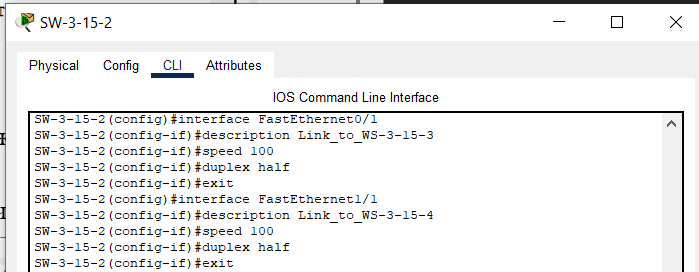 SW-3-15-2
Physical Config CLI Attributes
IOS Command Line Interface
SW-3-15-2(config)#interface FastEthernet0/1
SW-3-15-2(config-if)#description Link_to_WS-3-15-3
SW-3-15-2(config-if)#speed 100
SW-3-15-2(config-if)#duplex half
SW-3-15-2(config-if)#exit
SW-3-15-2(config)#interface FastEthernet1/1
SW-3-15-2(config-if)#description Link_to_WS-3-15-4
SW-3-15-2(config-if)#speed 100
SW-3-15-2(config-if)#duplex half
SW-3-15-2(config-if)#exit